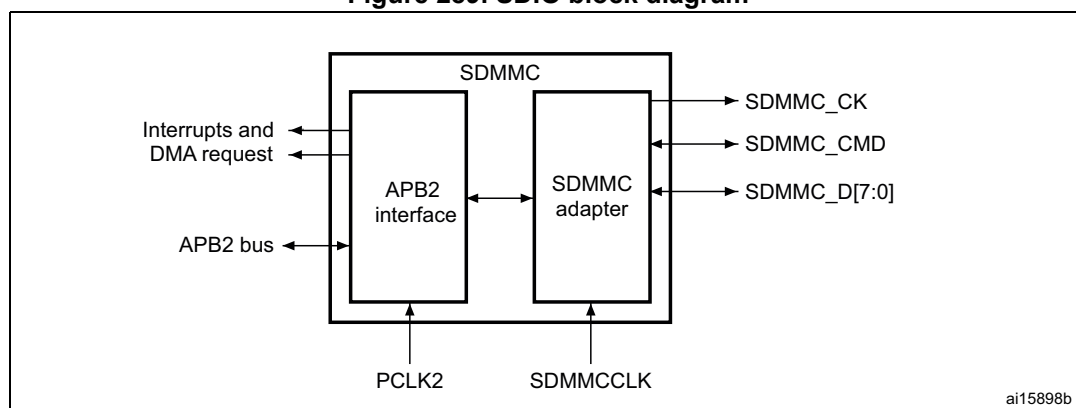 SDMMC
Interrupts and
DMA request
APB2 bus
APB2
interface
SDMMC
adapter
SDMMC_CK
SDMMC_CMD
SDMMC_D[7:0]
PCLK2
SDMMCCLK
ai15898b